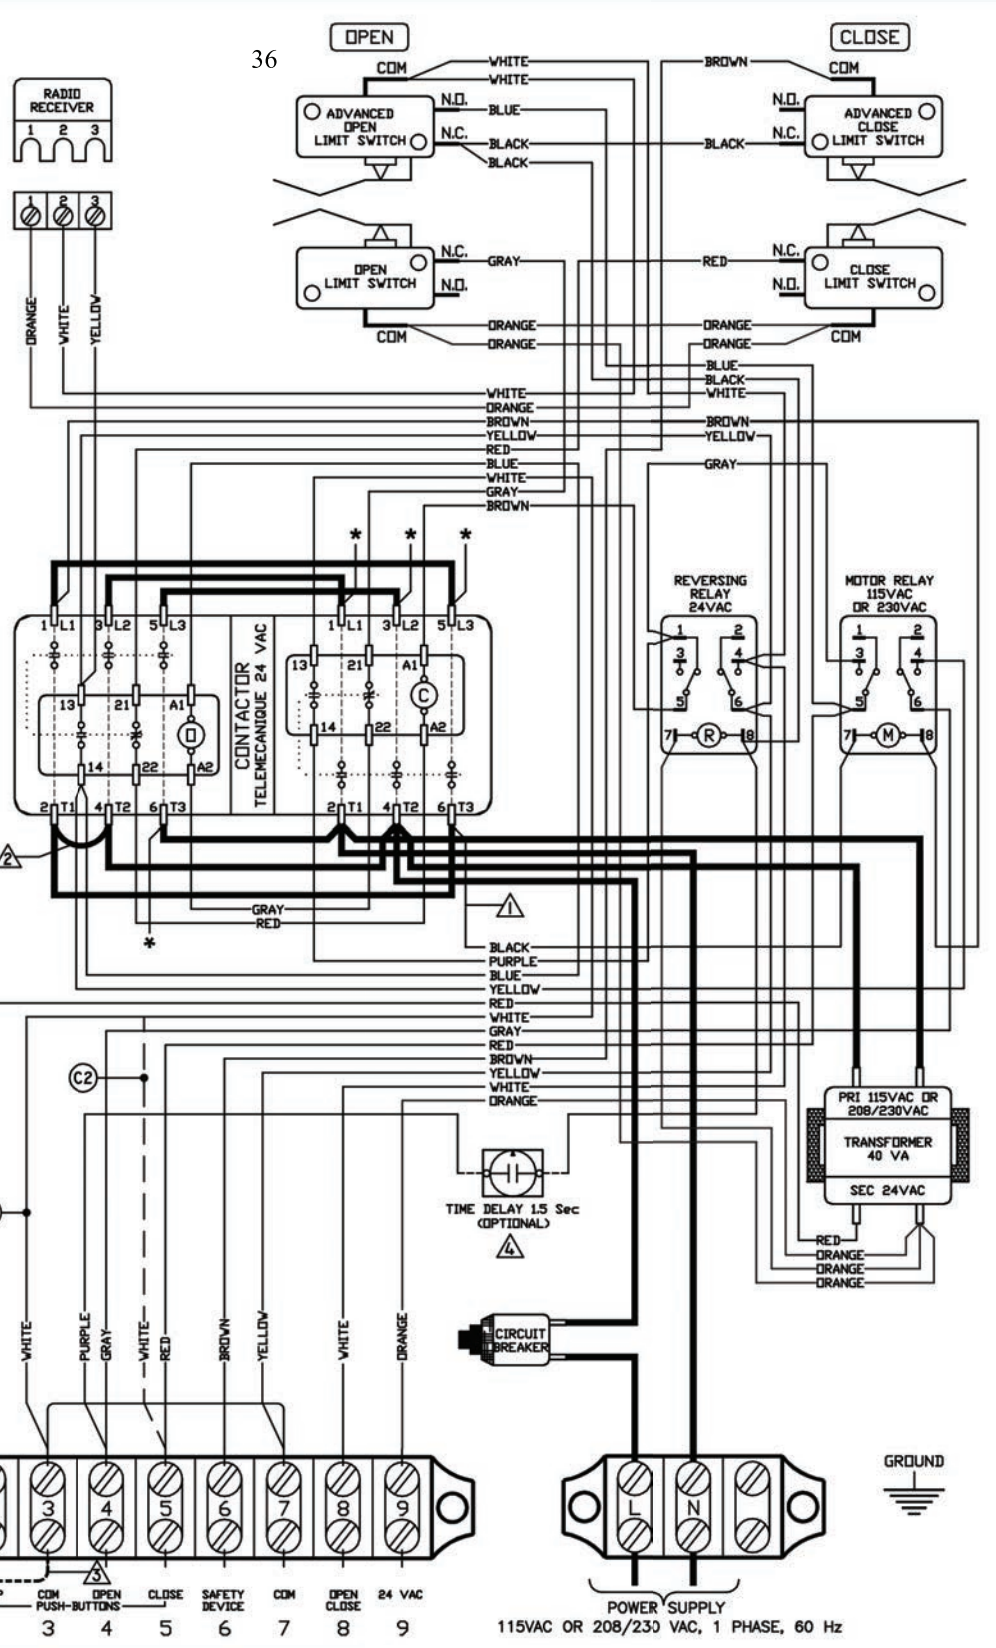 36
OPEN
CLOSE
RADIO
RECEIVER
1 2 3
1 2 3
ORANGE
WHITE
YELLOW
COM
ADVANCED
OPEN
LIMIT SWITCH
N.O.
N.C.
WHITE
WHITE
BLUE
BLACK
BLACK
BROWN
BLACK
COM
N.O.
N.C.
ADVANCED
CLOSE
LIMIT SWITCH
OPEN
LIMIT SWITCH
N.C.
N.O.
COM
GRAY
ORANGE
ORANGE
RED
ORANGE
ORANGE
N.C.
N.O.
CLOSE
LIMIT SWITCH
COM
BLUE
BLACK
WHITE
WHITE
ORANGE
BROWN
YELLOW
RED
BLUE
WHITE
GRAY
BROWN
BROWN
YELLOW
GRAY
* * *
1 L1 3 L2 5 L3
1 L1 3 L2 5 L3
13 21 A1
O
14 22 A2
2 T1 4 T2 6 T3
CONTACTOR
TELEMECANIQUE 24 VAC
13 21 A1
C
14 22 A2
2 T1 4 T2 6 T3
REVERSING
RELAY
24VAC
1 2
3 4
5 6
7 R 8
MOTOR RELAY
115VAC
OR 230VAC
1 2
3 4
5 6
7 M 8
2
GRAY
RED
*
1
BLACK
PURPLE
BLUE
YELLOW
RED
WHITE
GRAY
RED
BROWN
YELLOW
WHITE
ORANGE
C2
TIME DELAY 1.5 Sec
(OPTIONAL)
4
PRI 115VAC OR
208/230VAC
TRANSFORMER
40 VA
SEC 24VAC
RED
ORANGE
ORANGE
ORANGE
CIRCUIT
BREAKER
WHITE
PURPLE
GRAY
WHITE
RED
BROWN
YELLOW
WHITE
ORANGE
3 4 5 6 7 8 9
L N
GROUND
3
P
COM
OPEN
CLOSE
PUSH-BUTTONS
SAFETY
DEVICE
COM
OPEN
CLOSE
24 VAC
3 4 5 6 7 8 9
POWER SUPPLY
115VAC OR 208/230 VAC, 1 PHASE, 60 Hz